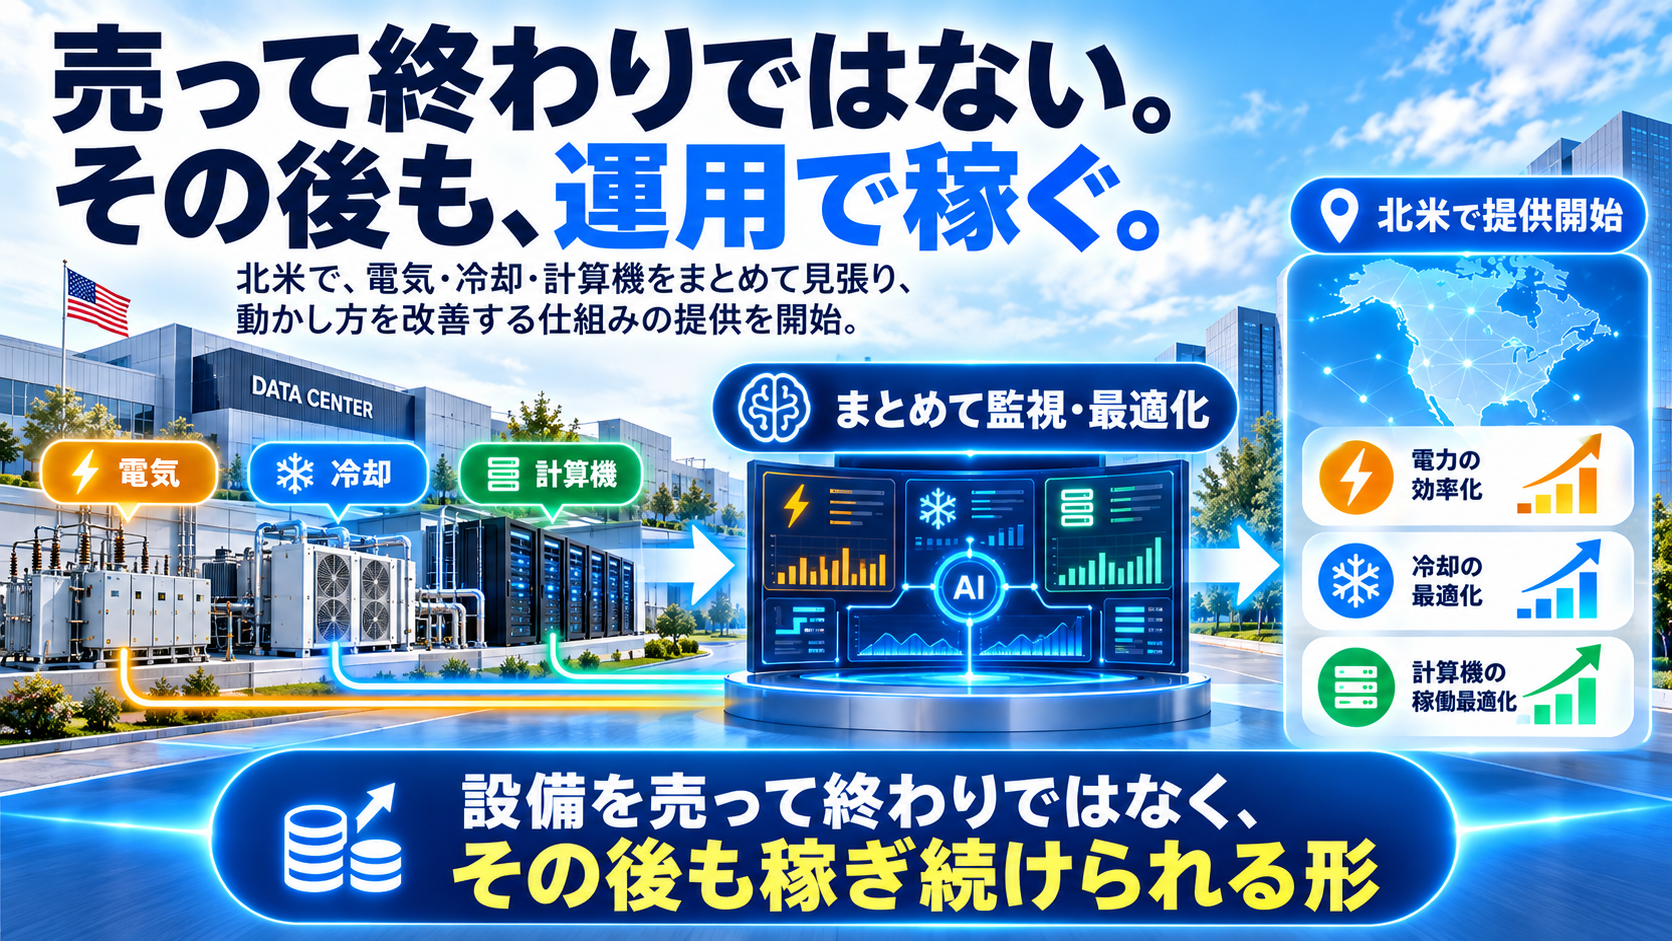 売って終わりではない。
その後も、運用で稼ぐ。
北米で、電気・冷却・計算機をまとめて見張り、
動かし方を改善する仕組みの提供を開始。
DATA CENTER
電気
冷却
計算機
まとめて監視・最適化
AI
北米で提供開始
電力の
効率化
冷却の
最適化
計算機の
稼働最適化
設備を売って終わりではなく、
その後も稼ぎ続けられる形